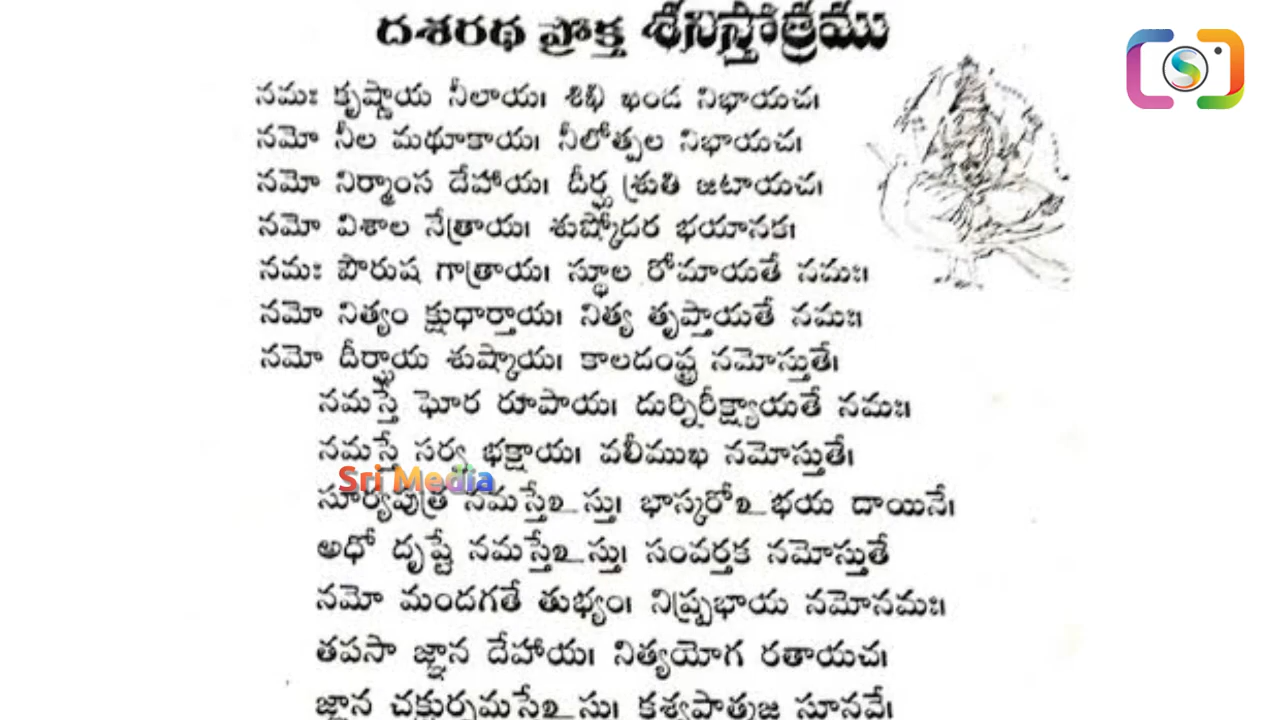 దశరథ ప్రోక్త శనిస్తోత్రము
నమః కృష్ణాయ నీలాయ। శిఖి ఖండ నిభాయచ।
నమో నీల మథూకాయ। నీలోత్పల నిభాయచ।
నమో నిర్మాంస దేహాయ। దీర్ఘ శ్రుతి జటాయచ।
నమో విశాల నేత్రాయ। శుష్కోదర భయానక।
నమః పౌరుష గాత్రాయ। స్థూల రోమాయతే నమః।
నమో నిత్యం క్షుధార్తాయ। నిత్య తృప్తాయతే నమః।
నమో దీర్ఘాయ శుష్కాయ। కాలదంష్ట్ర నమోస్తుతే।
నమస్తే ఘోర రూపాయ। దుర్నిరీక్ష్యాయతే నమః।
నమస్తే సర్వ భక్షాయ। వలీముఖ నమోస్తుతే।
Sri Media
సూర్యపుత్ర నమస్తేఽస్తు। భాస్కరోఽభయ దాయినే।
అధో దృష్టే నమస్తేఽస్తు। సంవర్తక నమోస్తుతే
నమో మందగతే తుభ్యం। నిష్ప్రభాయ నమోనమః।
తపసా జ్ఞాన దేహాయ। నిత్యయోగ రతాయచ।
జ్ఞాన చక్షుర్నమస్తేఽస్తు। కశ్యపాత్మజ సూనవే।